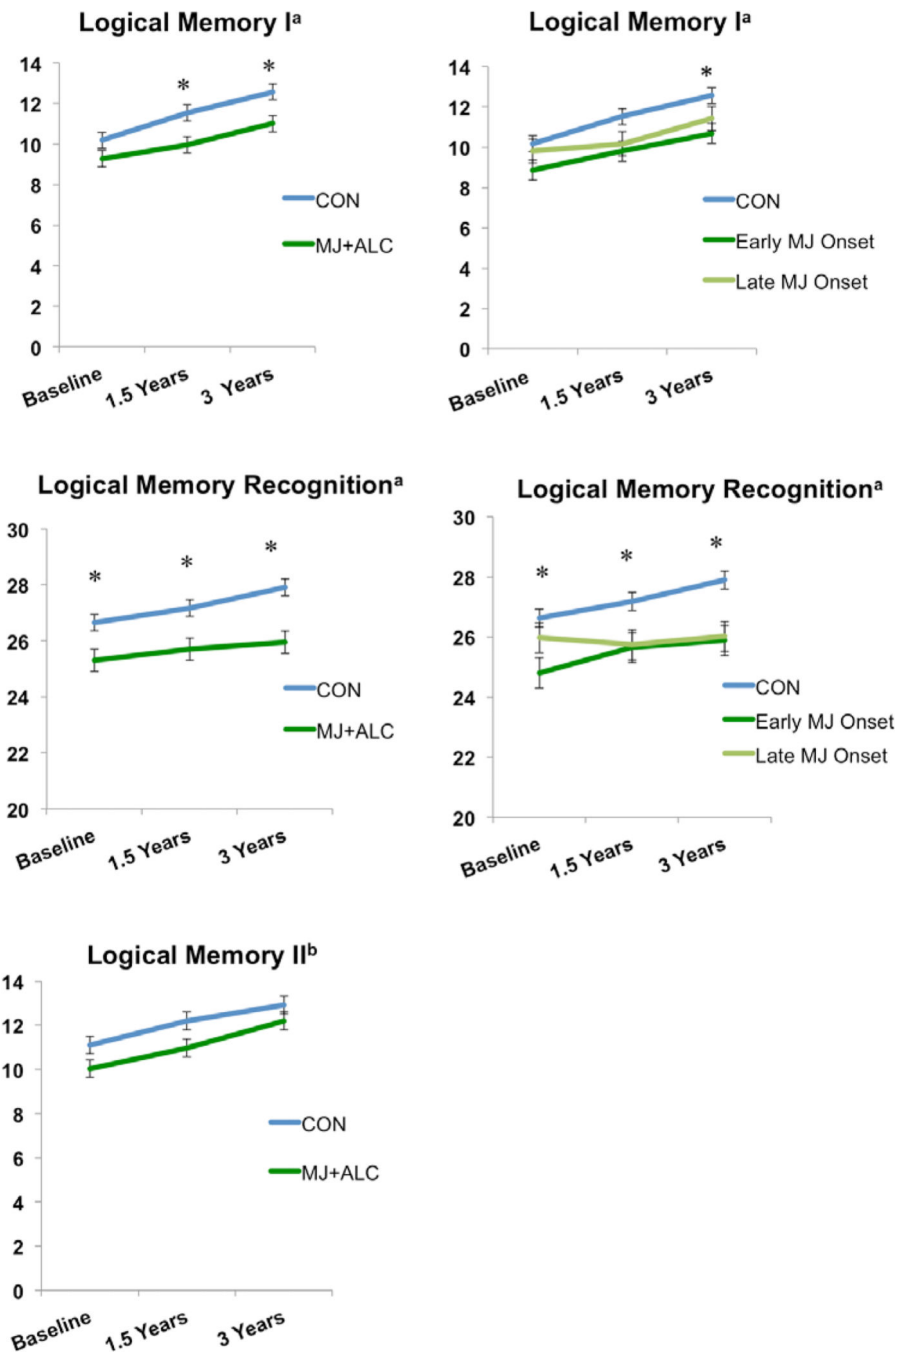 Logical Memory Iᵃ
14
12
10
8
6
4
2
0
*
*
CON
MJ+ALC
Baseline
1.5 Years
3 Years
Logical Memory Iᵃ
14
12
10
8
6
4
2
0
*
CON
Early MJ Onset
Late MJ Onset
Baseline
1.5 Years
3 Years
Logical Memory Recognitionᵃ
30
28
26
24
22
20
*
*
*
CON
MJ+ALC
Baseline
1.5 Years
3 Years
Logical Memory Recognitionᵃ
30
28
26
24
22
20
*
*
*
CON
Early MJ Onset
Late MJ Onset
Baseline
1.5 Years
3 Years
Logical Memory IIᵇ
14
12
10
8
6
4
2
0
CON
MJ+ALC
Baseline
1.5 Years
3 Years